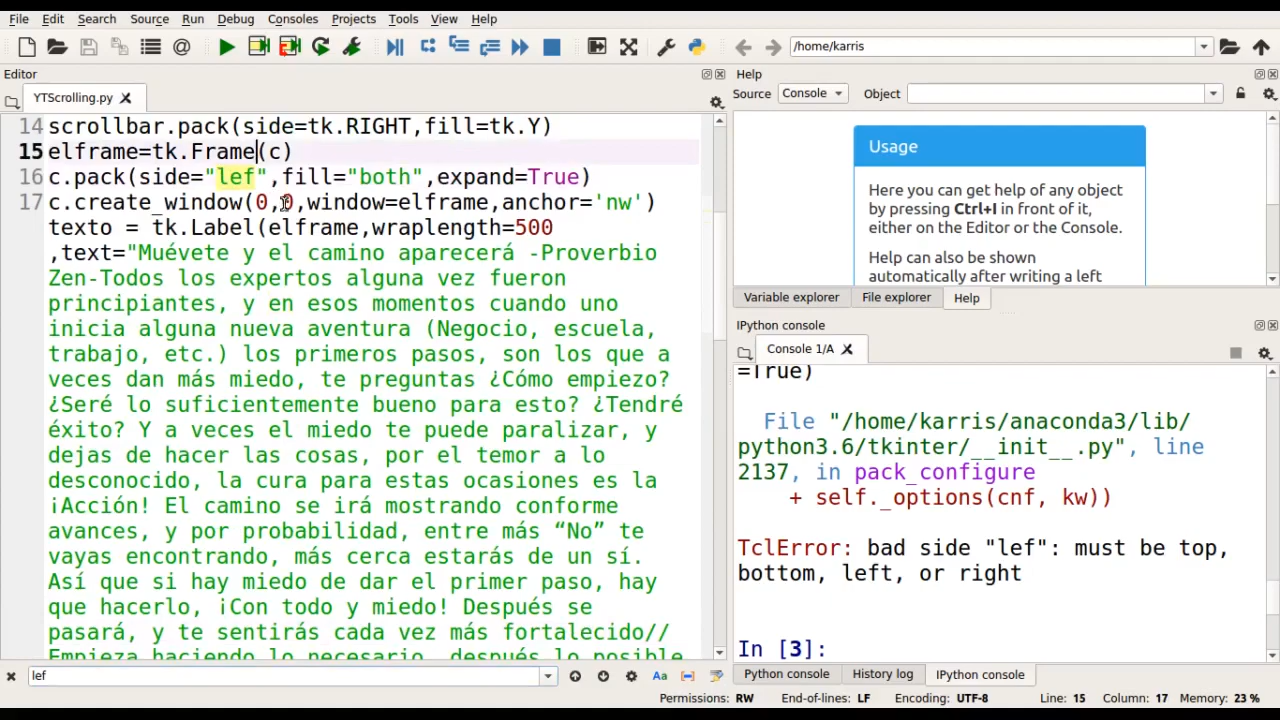 File Edit Search Source Run Debug Consoles Projects Tools View Help
/home/karris
Editor
YTScrolling.py
14 scrollbar.pack(side=tk.RIGHT,fill=tk.Y)
15 elframe=tk.Frame(c)
16 c.pack(side="lef",fill="both",expand=True)
17 c.create_window(0,0,window=elframe,anchor='nw')
texto = tk.Label(elframe,wraplength=500
,text="Muévete y el camino aparecerá -Proverbio
Zen-Todos los expertos alguna vez fueron
principiantes, y en esos momentos cuando uno
inicia alguna nueva aventura (Negocio, escuela,
trabajo, etc.) los primeros pasos, son los que a
veces dan más miedo, te preguntas ¿Cómo empiezo?
¿Seré lo suficientemente bueno para esto? ¿Tendré
éxito? Y a veces el miedo te puede paralizar, y
dejas de hacer las cosas, por el temor a lo
desconocido, la cura para estas ocasiones es la
¡Acción! El camino se irá mostrando conforme
avances, y por probabilidad, entre más “No” te
vayas encontrando, más cerca estarás de un sí.
Así que si hay miedo de dar el primer paso, hay
que hacerlo, ¡Con todo y miedo! Después se
pasará, y te sentirás cada vez más fortalecido//
Empieza haciendo lo necesario, después lo posible
lef
Aa
Help
Source Console Object
Usage
Here you can get help of any object
by pressing Ctrl+I in front of it,
either on the Editor or the Console.
Help can also be shown
automatically after writing a left
Variable explorer File explorer Help
IPython console
Console 1/A
=True)
File "/home/karris/anaconda3/lib/
python3.6/tkinter/__init__.py", line
2137, in pack_configure
+ self._options(cnf, kw))
TclError: bad side "lef": must be top,
bottom, left, or right
In [3]:
Python console History log IPython console
Permissions: RW End-of-lines: LF Encoding: UTF-8 Line: 15 Column: 17 Memory: 23 %